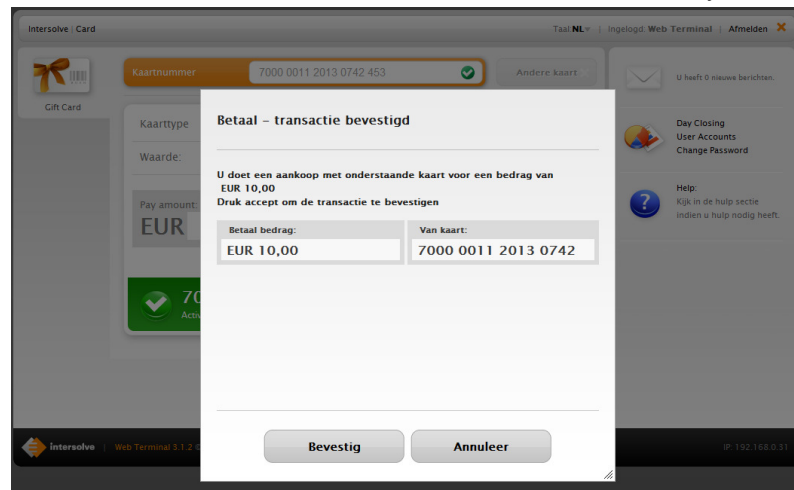 Intersolve | Card
Taal: NL | Ingelogd: Web Terminal | Afmelden
Gift Card
Kaartnummer
7000 0011 2013 0742 453
Andere kaart
U heeft 0 nieuwe berichten.
Kaarttype
Waarde:
Pay amount:
EUR
70
Activ
Betaal – transactie bevestigd
U doet een aankoop met onderstaande kaart voor een bedrag van
EUR 10,00
Druk accept om de transactie te bevestigen
Betaal bedrag:
Van kaart:
EUR 10,00
7000 0011 2013 0742
Bevestig
Annuleer
Day Closing
User Accounts
Change Password
Help:
Kijk in de hulp sectie
indien u hulp nodig heeft.
intersolve
Web Terminal 3.1.2 ©
IP: 192.168.0.31